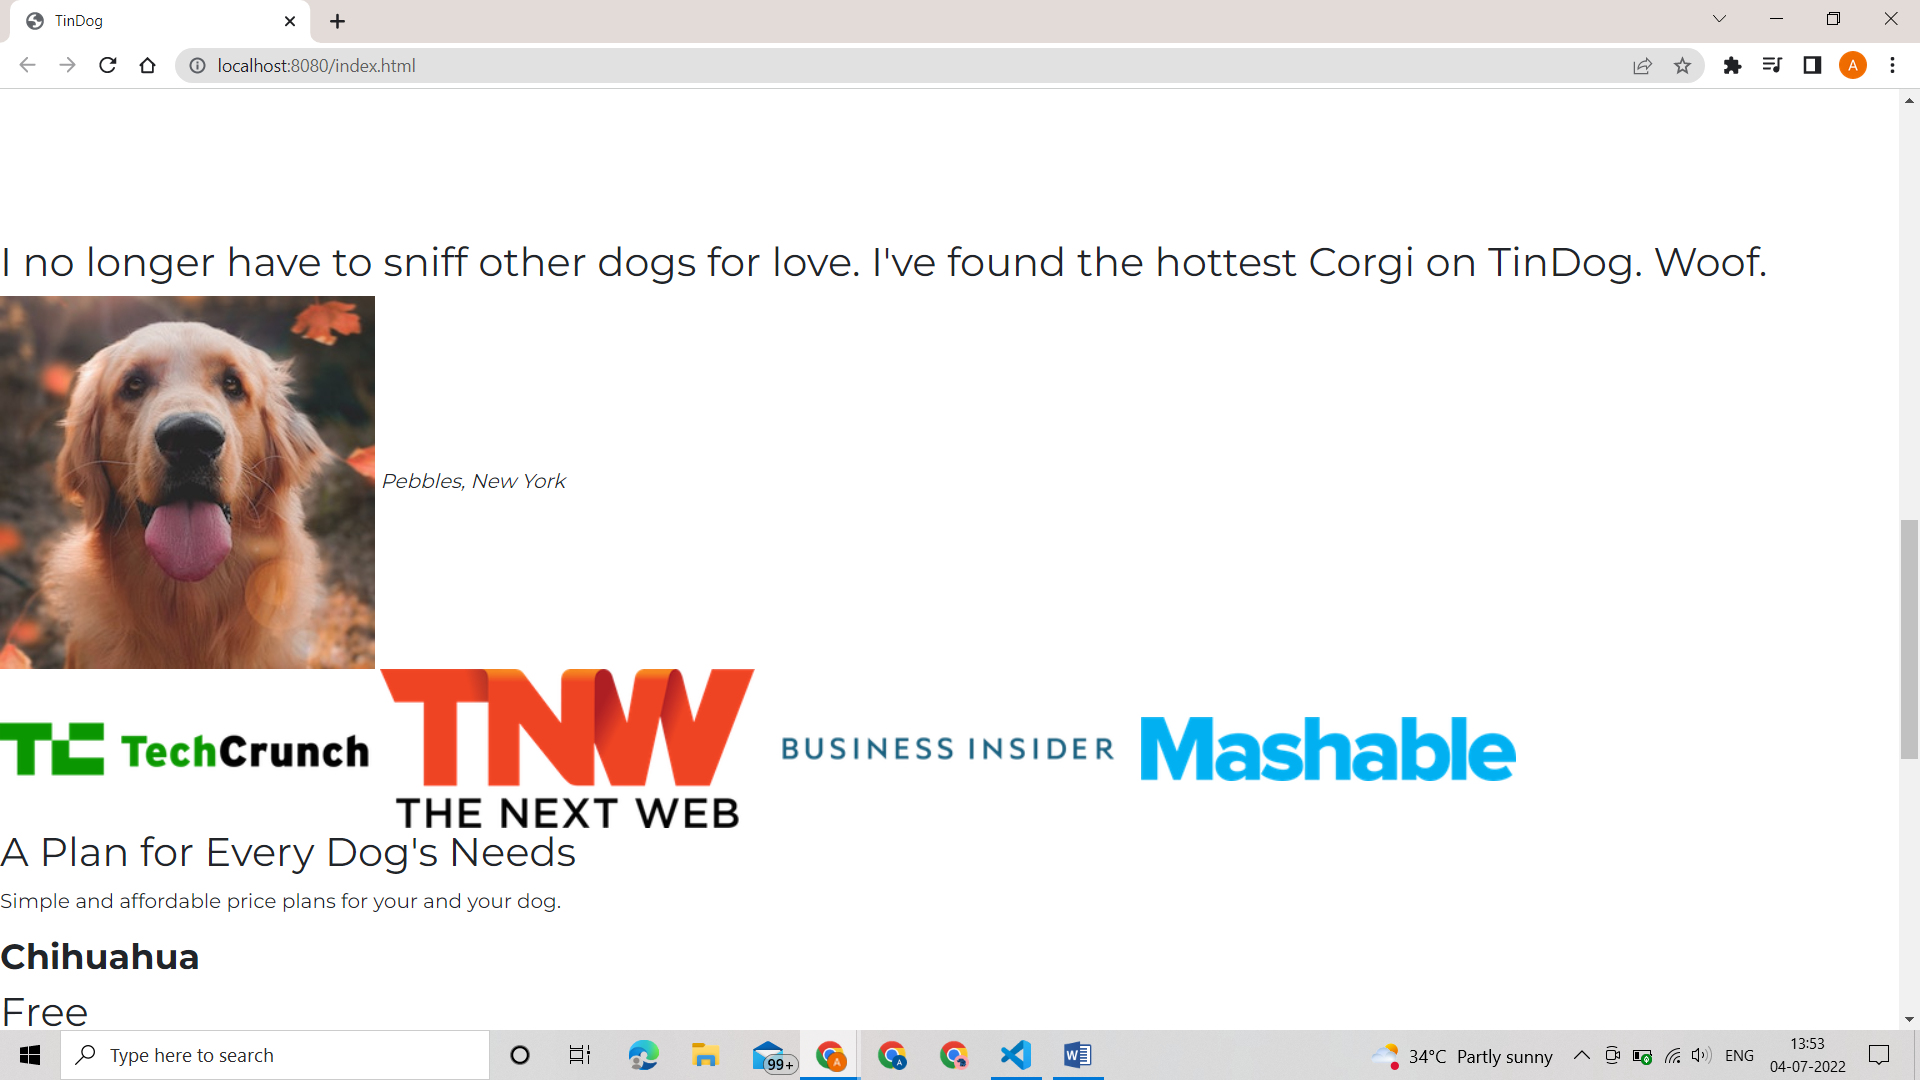 TinDog
localhost:8080/index.html
A
I no longer have to sniff other dogs for love. I've found the hottest Corgi on TinDog. Woof.
Pebbles, New York
TC TechCrunch
TNW
THE NEXT WEB
BUSINESS INSIDER
Mashable
A Plan for Every Dog's Needs
Simple and affordable price plans for your and your dog.
Chihuahua
Free
Type here to search
99+
A
A
W
34°C Partly sunny
ENG
13:53
04-07-2022